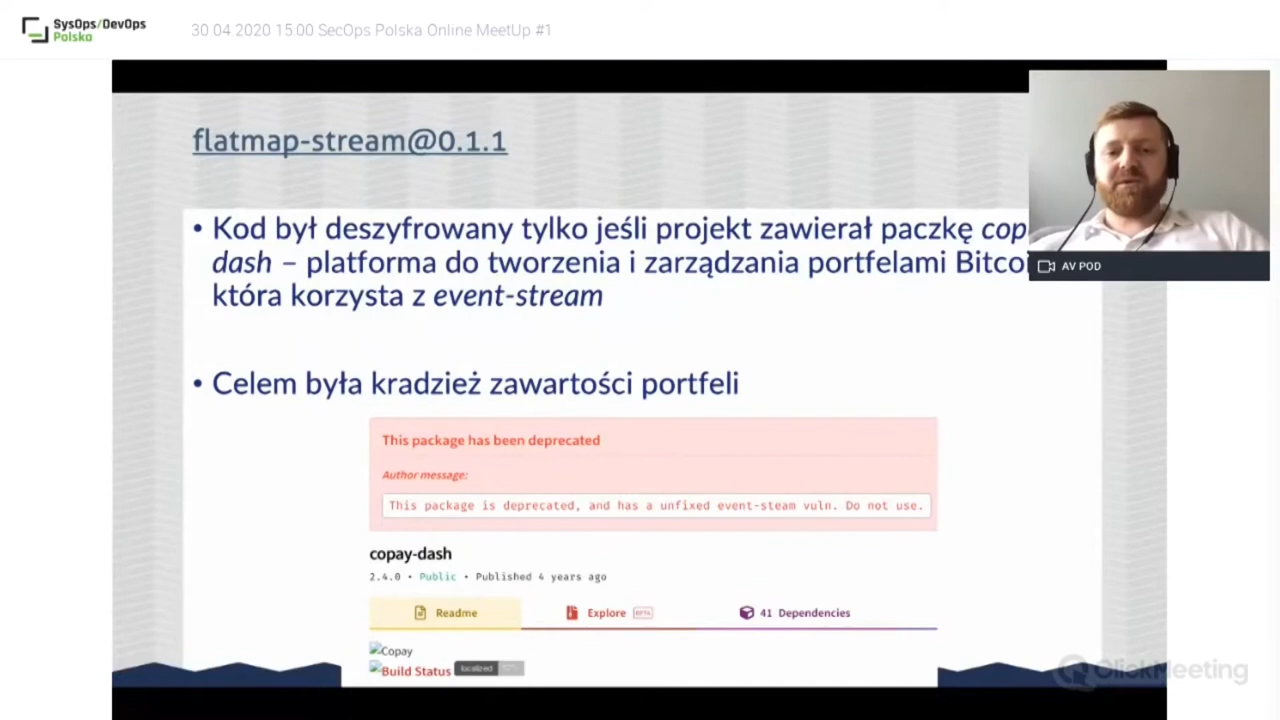 SysOps/DevOps
Polska
30.04.2020 15:00 SecOps Polska Online MeetUp #1
flatmap-stream@0.1.1
• Kod był deszyfrowany tylko jeśli projekt zawierał paczkę cop
dash – platforma do tworzenia i zarządzania portfelami Bitcoi
która korzysta z event-stream
AV POD
• Celem była kradzież zawartości portfeli
This package has been deprecated
Author message:
This package is deprecated, and has a unfixed event-steam vuln. Do not use.
copay-dash
2.4.0 • Public • Published 4 years ago
Readme
Explore BETA
41 Dependencies
Copay
Build Status localized
ClickMeeting